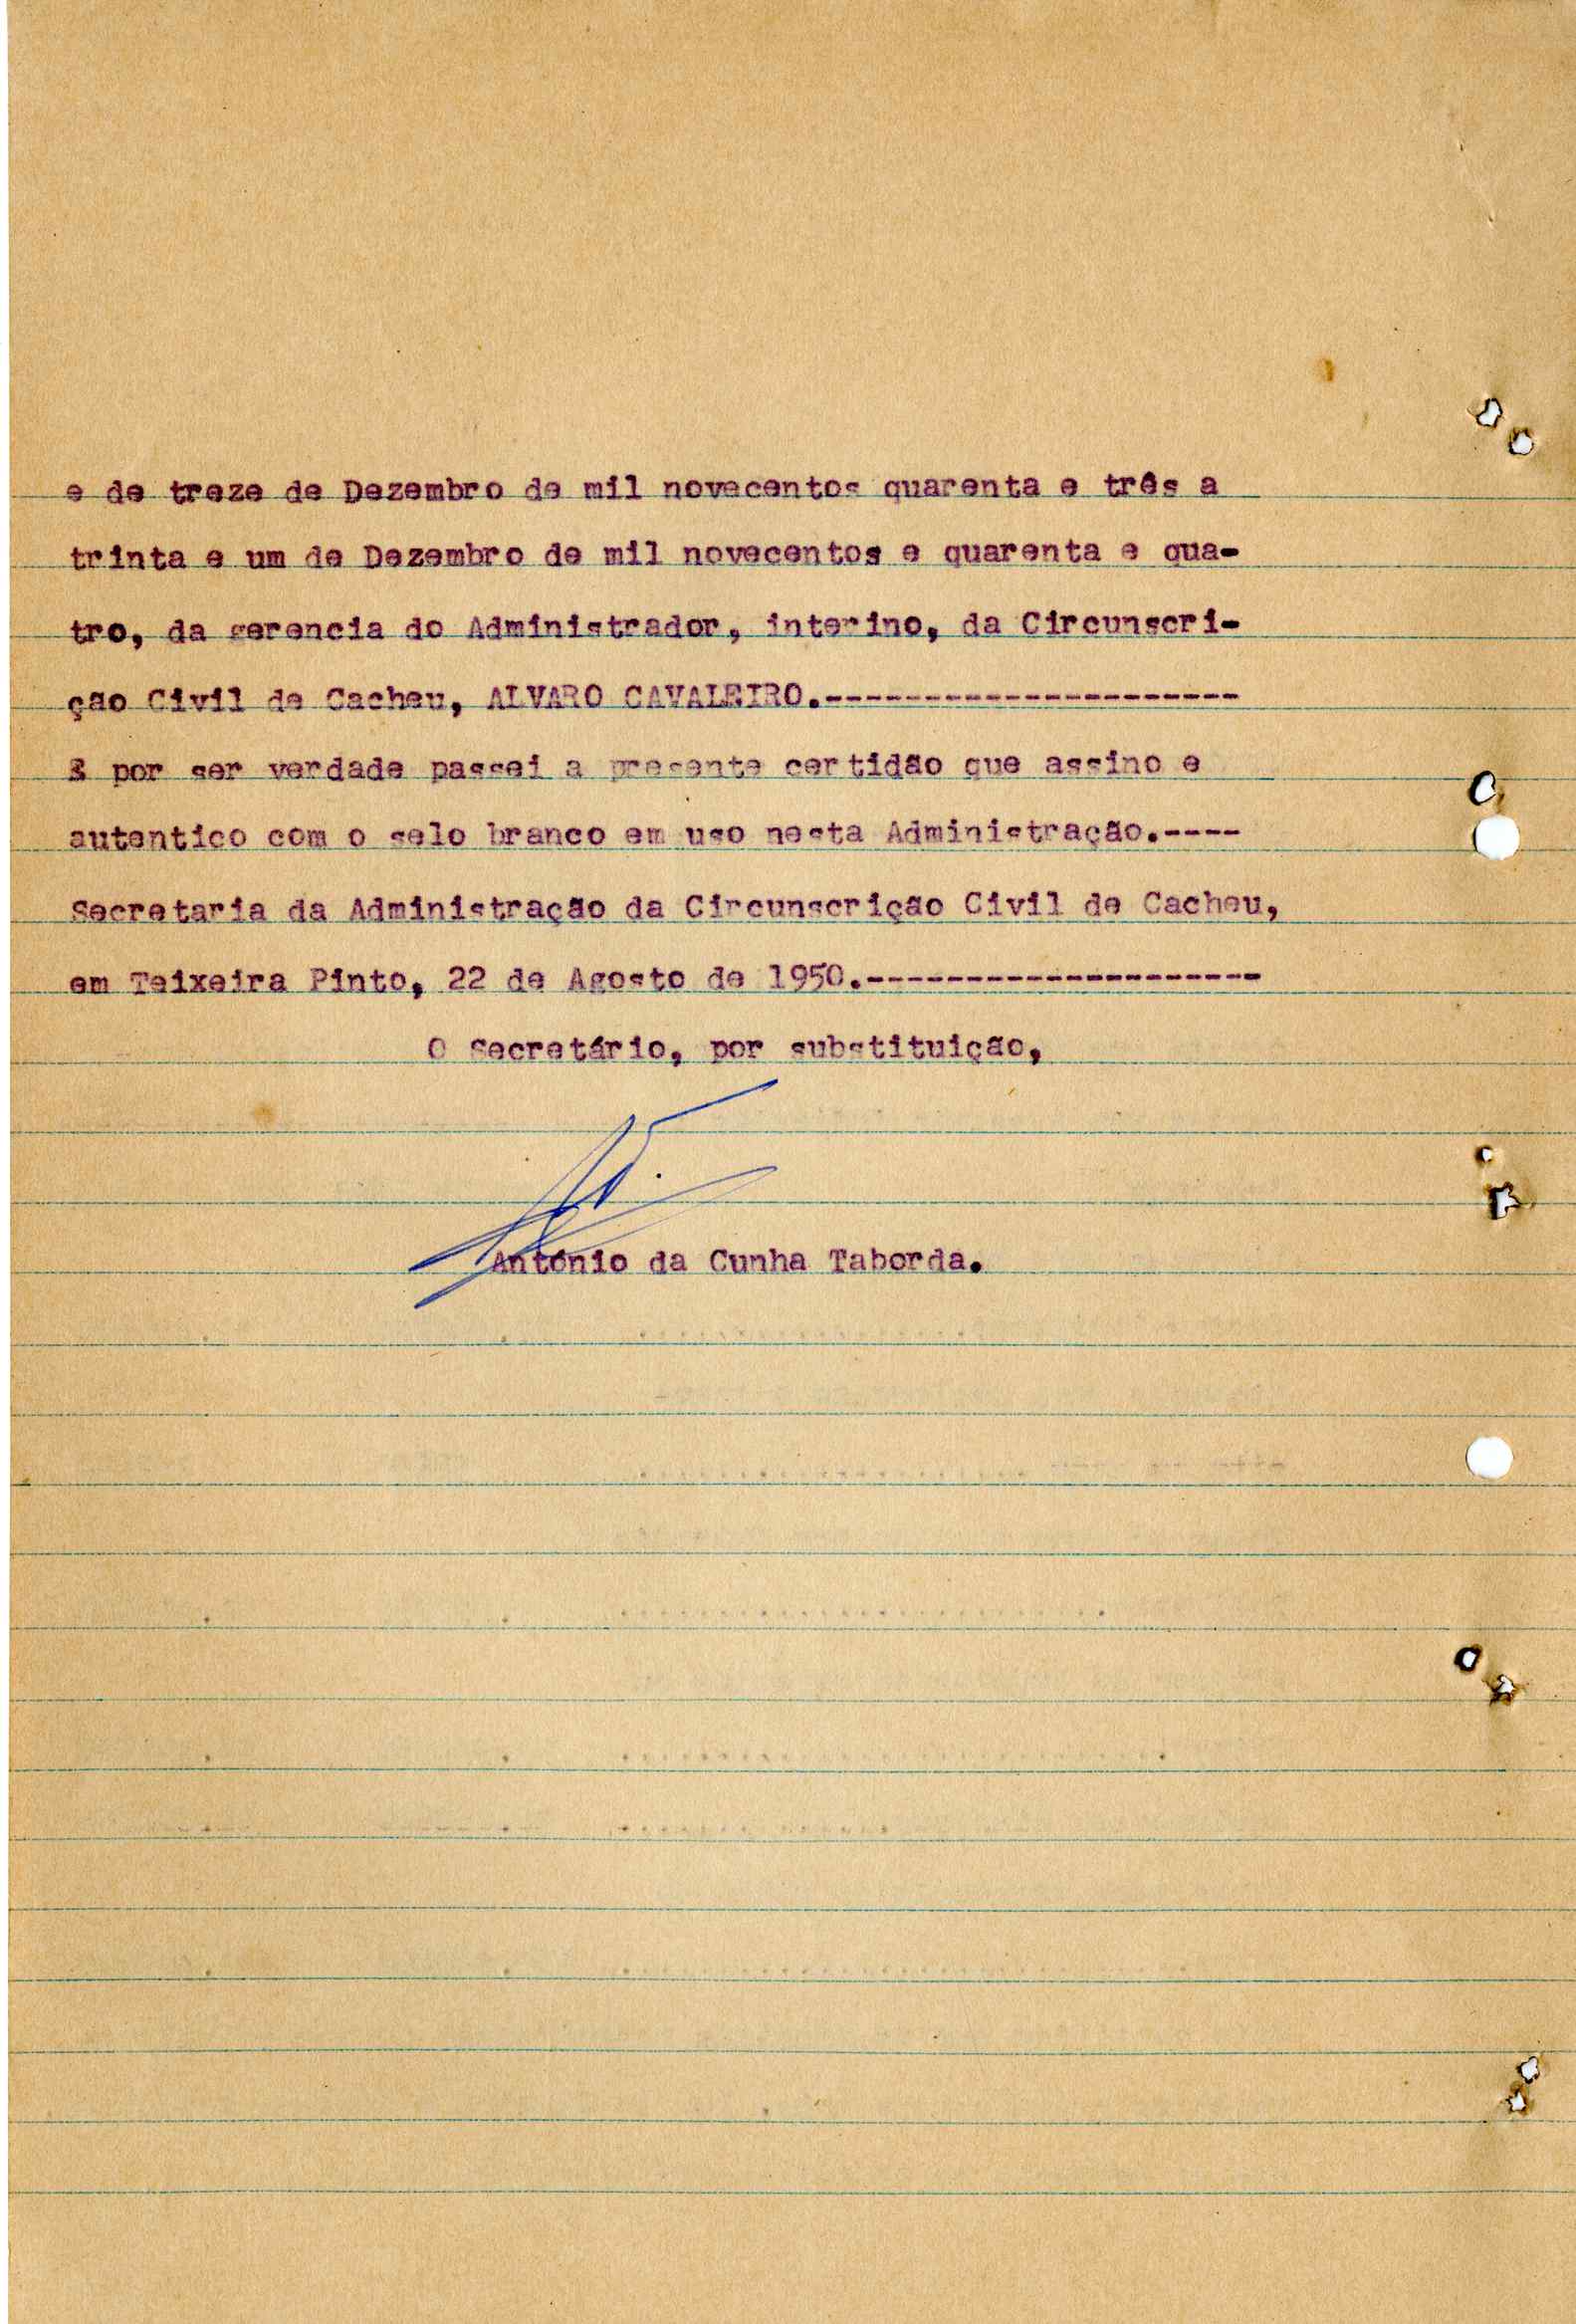 e de treze de Dezembro de mil novecentos quarenta e três a
trinta e um de Dezembro de mil novecentos e quarenta e qua-
tro, da gerencia do Administrador, interino, da Circunscri-
ção Civil de Cacheu, ALVARO CAVALEIRO.---------------------
E por ser verdade passei a presente certidão que assino e
autentico com o selo branco em uso nesta Administração.----
Secretaria da Administração da Circunscrição Civil de Cacheu,
em Teixeira Pinto, 22 de Agosto de 1950.--------------------
O Secretário, por substituição,
António da Cunha Taborda.